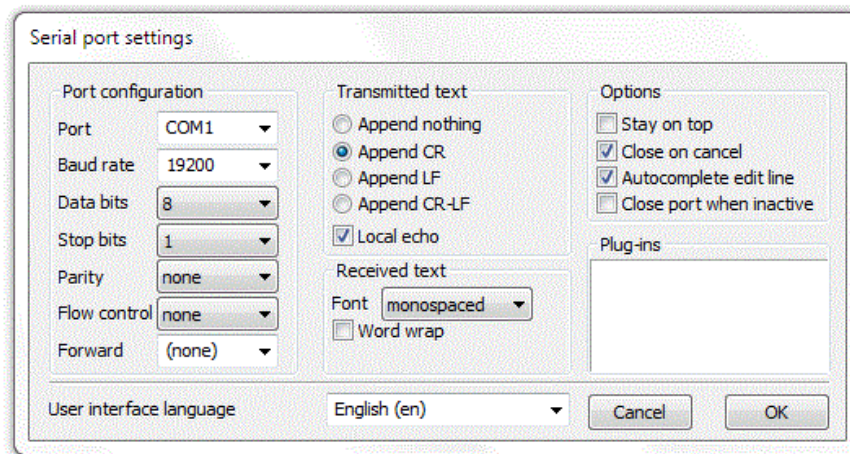 Serial port settings
Port configuration
Port COM1
Baud rate 19200
Data bits 8
Stop bits 1
Parity none
Flow control none
Forward (none)
Transmitted text
Append nothing
Append CR
Append LF
Append CR-LF
Local echo
Received text
Font monospaced
Word wrap
Options
Stay on top
Close on cancel
Autocomplete edit line
Close port when inactive
Plug-ins
User interface language English (en)
Cancel OK